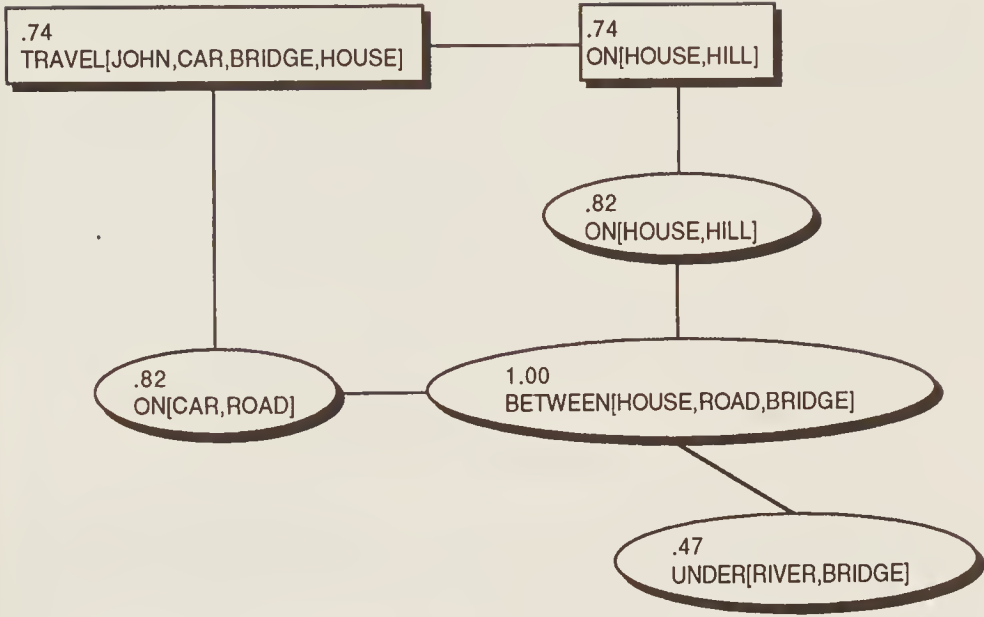 .74
TRAVEL[JOHN,CAR,BRIDGE,HOUSE]
.74
ON[HOUSE,HILL]
.82
ON[HOUSE,HILL]
.82
ON[CAR,ROAD]
1.00
BETWEEN[HOUSE,ROAD,BRIDGE]
.47
UNDER[RIVER,BRIDGE]